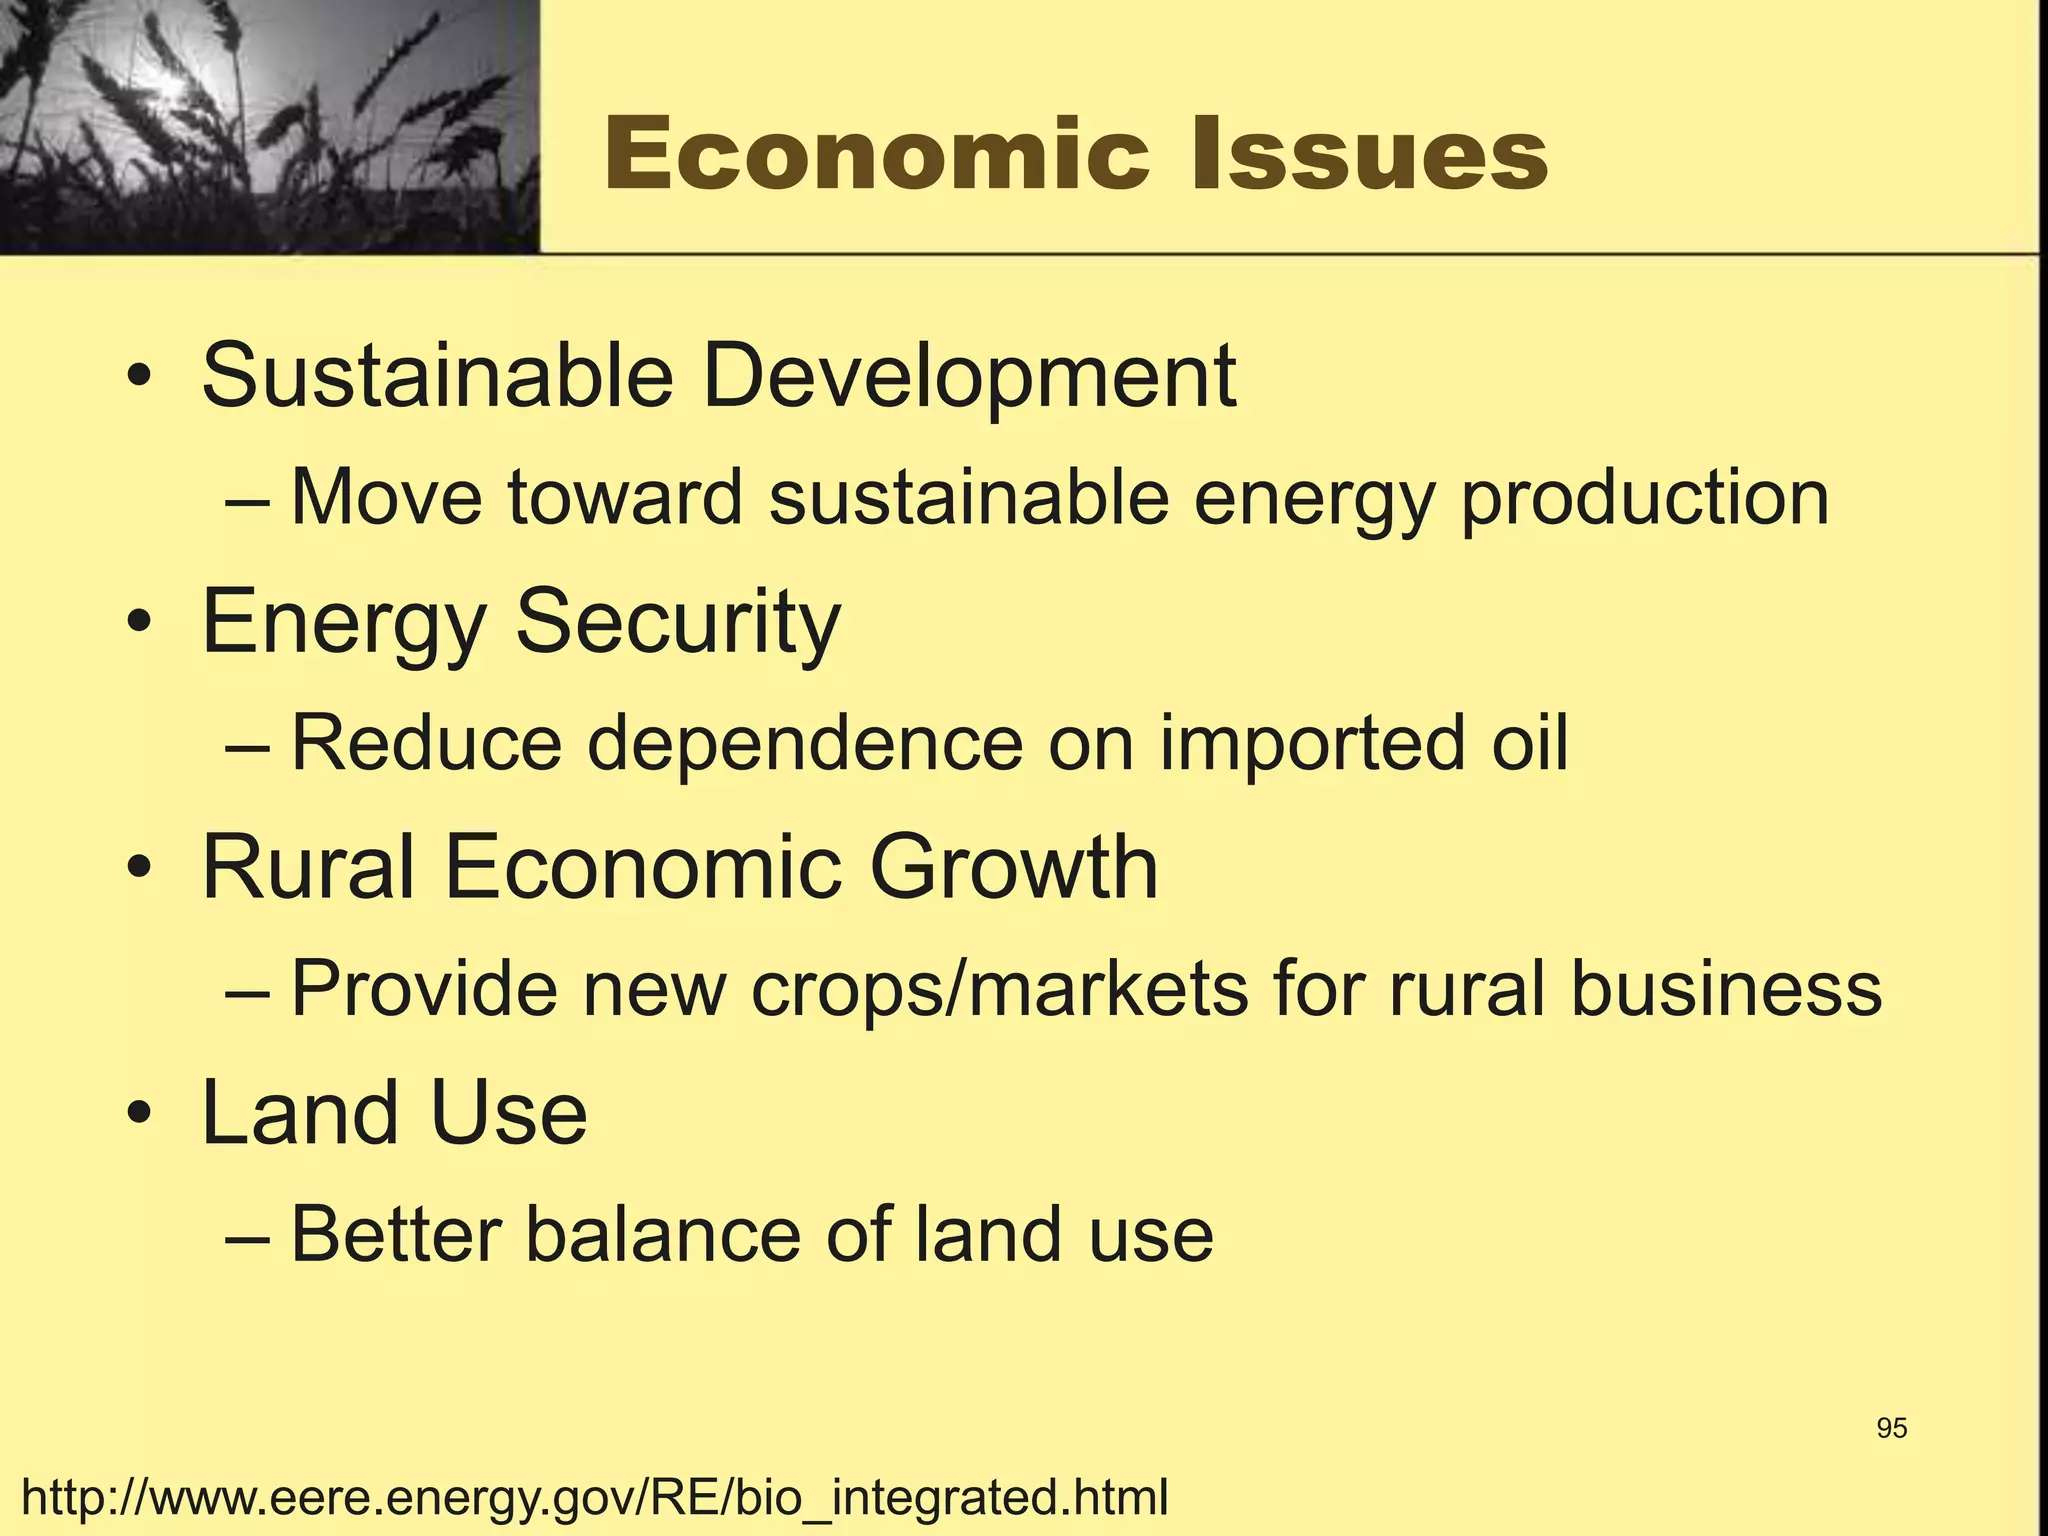 Economic Issues
• Sustainable Development
– Move toward sustainable energy production
• Energy Security
– Reduce dependence on imported oil
• Rural Economic Growth
– Provide new crops/markets for rural business
• Land Use
– Better balance of land use
95
http://www.eere.energy.gov/RE/bio_integrated.html